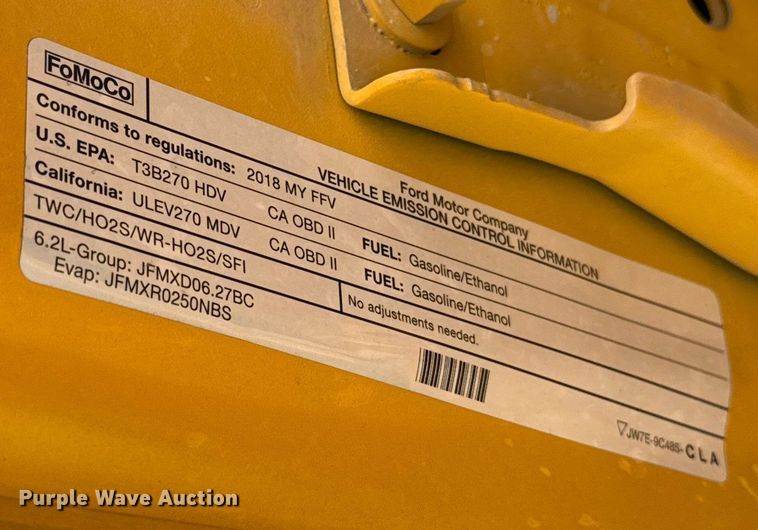 FoMoCo
Ford Motor Company
VEHICLE EMISSION CONTROL INFORMATION
Conforms to regulations: 2018 MY FFV
U.S. EPA: T3B270 HDV CA OBD II FUEL: Gasoline/Ethanol
California: ULEV270 MDV CA OBD II FUEL: Gasoline/Ethanol
TWC/HO2S/WR-HO2S/SFI No adjustments needed.
6.2L-Group: JFMXD06.27BC
Evap: JFMXR0250NBS
JW7E-9C485- CLA
Purple Wave Auction